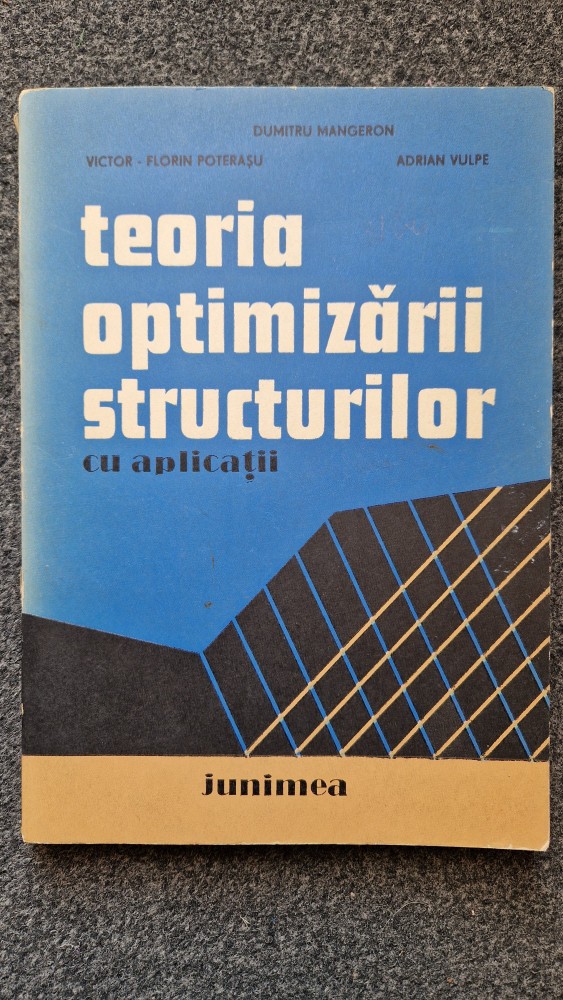 DUMITRU MANGERON
VICTOR - FLORIN POTERAȘU ADRIAN VULPE
teoria
optimizării
structurilor
cu aplicații
junimea